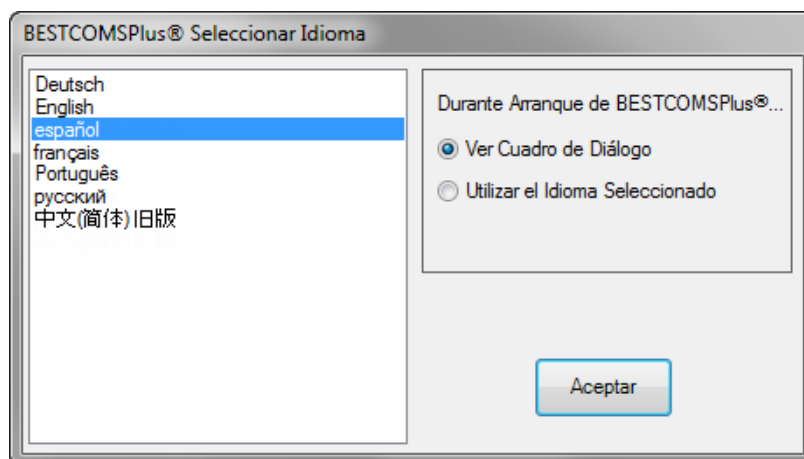 BESTCOMSPlus® Seleccionar Idioma
Deutsch
English
español
français
Português
русский
中文(简体)旧版
Durante Arranque de BESTCOMSPlus®...
Ver Cuadro de Diálogo
Utilizar el Idioma Seleccionado
Aceptar